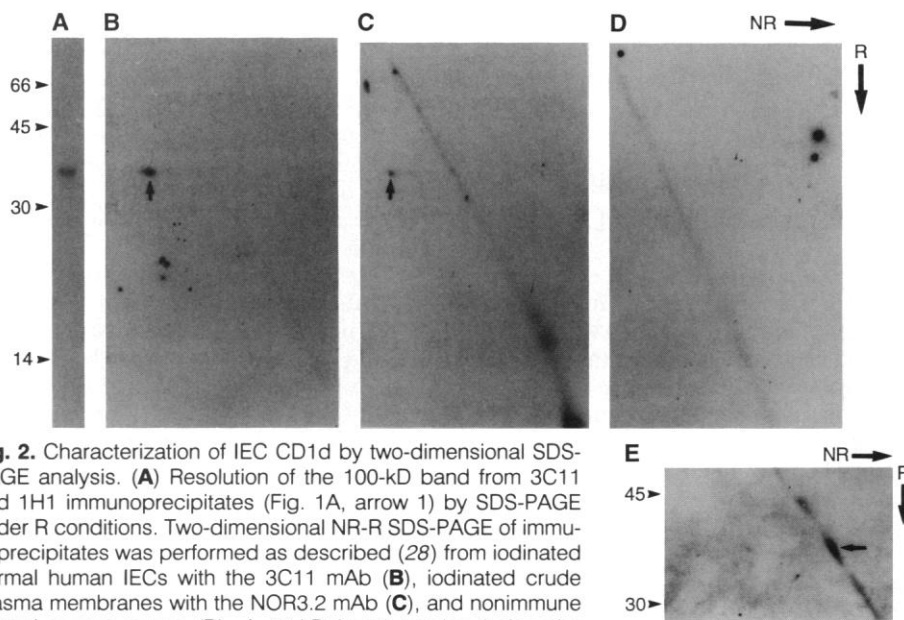 A
B
C
D
NR
R
66
45
30
14
E
NR
45
30
g. 2. Characterization of IEC CD1d by two-dimensional SDS-
GE analysis. (A) Resolution of the 100-kD band from 3C11
d 1H1 immunoprecipitates (Fig. 1A, arrow 1) by SDS-PAGE
der R conditions. Two-dimensional NR-R SDS-PAGE of immu-
precipitates was performed as described (28) from iodinated
rmal human IECs with the 3C11 mAb (B), iodinated crude
asma membranes with the NOR3.2 mAb (C), and nonimmune